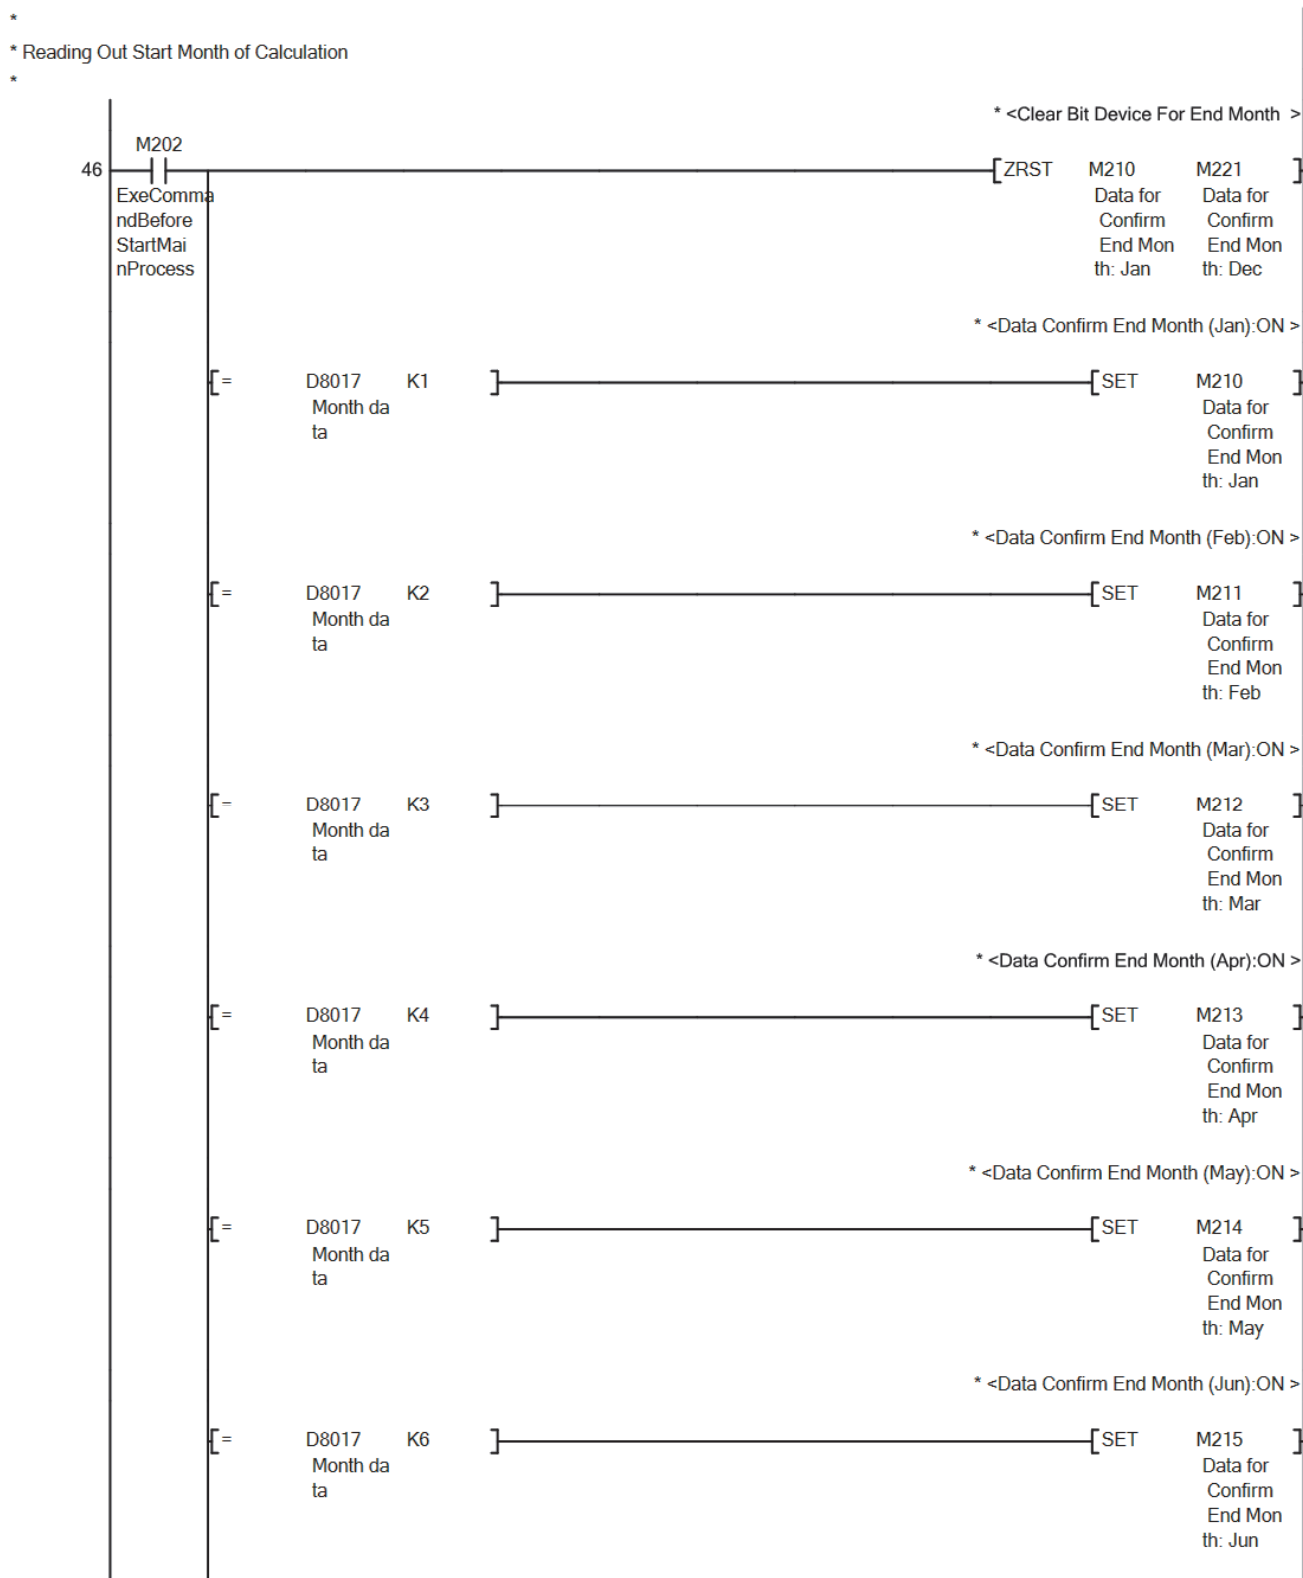 *
* Reading Out Start Month of Calculation
*
* <Clear Bit Device For End Month >
M202
46 [ZRST M210 M221 ]
ExeComma
ndBefore
StartMai
nProcess
Data for
Confirm
End Mon
th: Jan
Data for
Confirm
End Mon
th: Dec
* <Data Confirm End Month (Jan):ON >
[= D8017 K1 ] [SET M210 ]
Month da
ta
Data for
Confirm
End Mon
th: Jan
* <Data Confirm End Month (Feb):ON >
[= D8017 K2 ] [SET M211 ]
Month da
ta
Data for
Confirm
End Mon
th: Feb
* <Data Confirm End Month (Mar):ON >
[= D8017 K3 ] [SET M212 ]
Month da
ta
Data for
Confirm
End Mon
th: Mar
* <Data Confirm End Month (Apr):ON >
[= D8017 K4 ] [SET M213 ]
Month da
ta
Data for
Confirm
End Mon
th: Apr
* <Data Confirm End Month (May):ON >
[= D8017 K5 ] [SET M214 ]
Month da
ta
Data for
Confirm
End Mon
th: May
* <Data Confirm End Month (Jun):ON >
[= D8017 K6 ] [SET M215 ]
Month da
ta
Data for
Confirm
End Mon
th: Jun